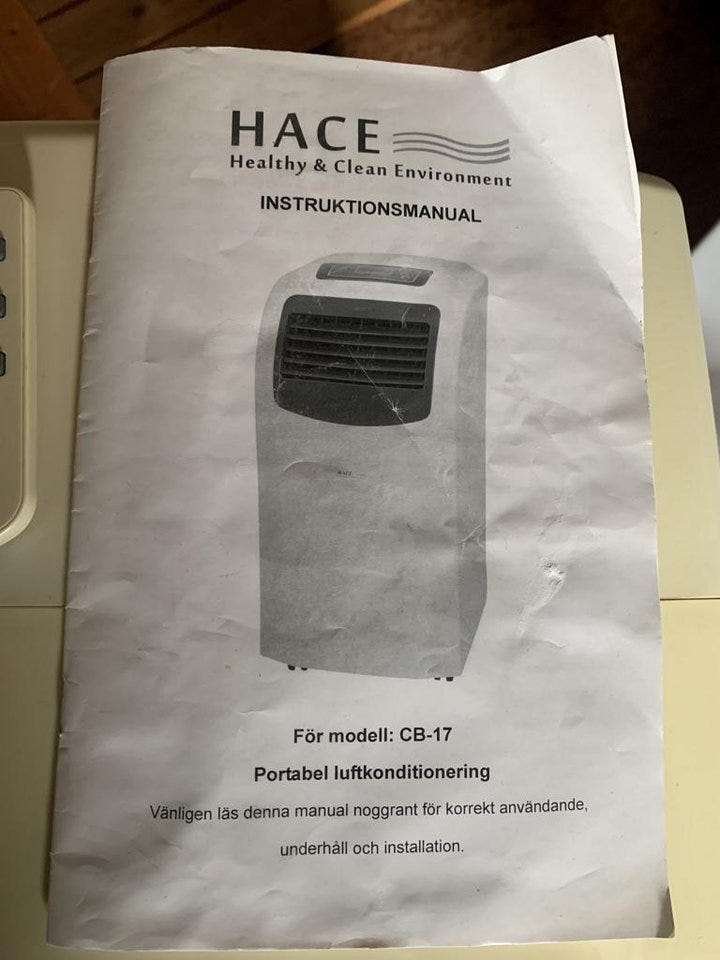 HACE
Healthy & Clean Environment
INSTRUKTIONSMANUAL
HACE
För modell: CB-17
Portabel luftkonditionering
Vänligen läs denna manual noggrant för korrekt användande,
underhåll och installation.